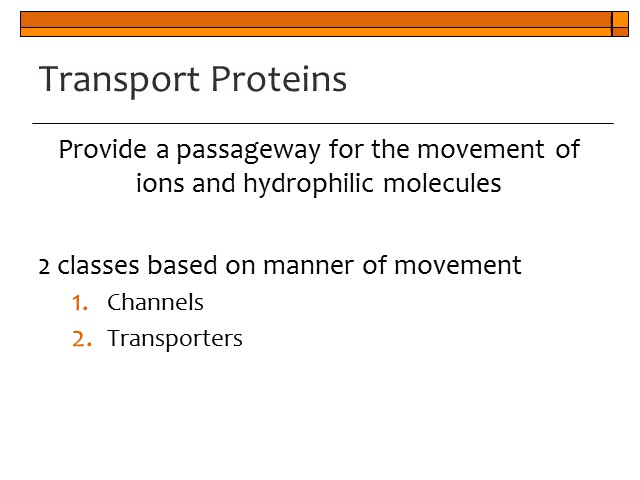 Transport Proteins
Provide a passageway for the movement of
ions and hydrophilic molecules
2 classes based on manner of movement
1. Channels
2. Transporters